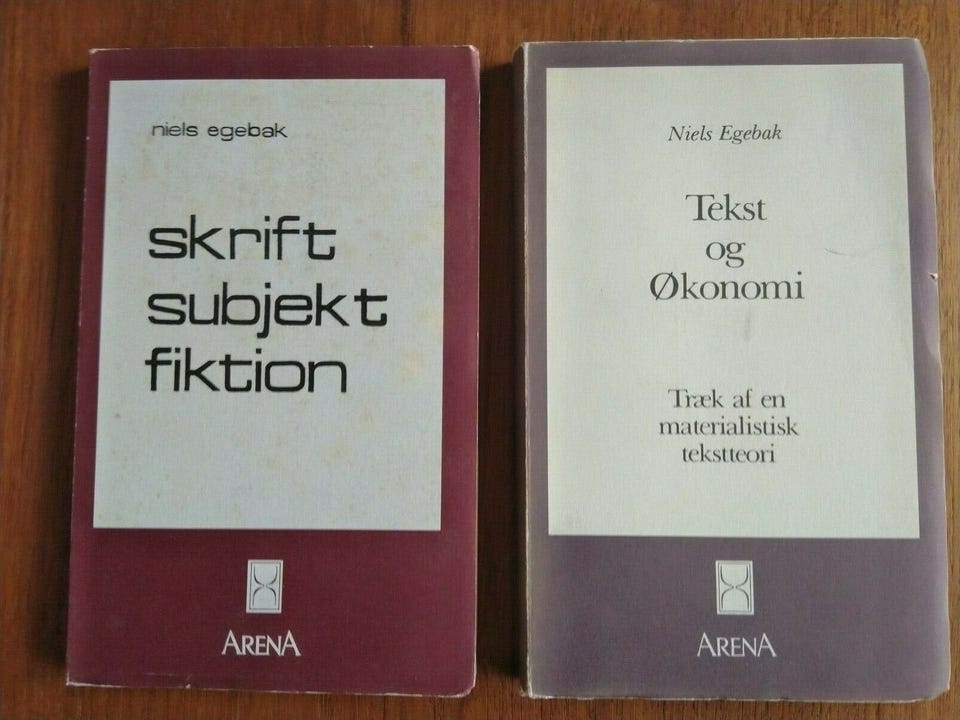 niels egebak
skrift
subjekt
fiktion
ARENA
Niels Egebak
Tekst
og
Økonomi
Træk af en
materialistisk
tekstteori
ARENA